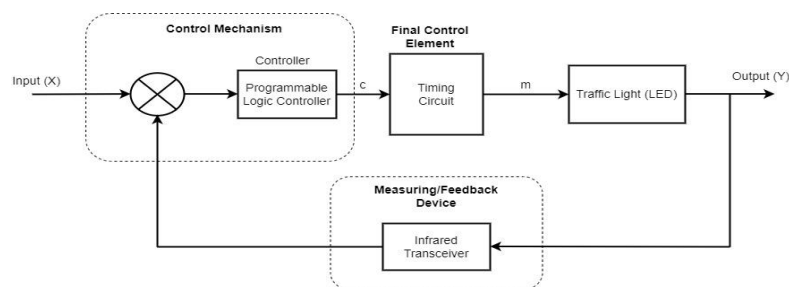 Control Mechanism
Final Control
Element
Input (X)
Controller
Programmable
Logic Controller
c
Timing
Circuit
m
Traffic Light (LED)
Output (Y)
Measuring/Feedback
Device
Infrared
Transceiver